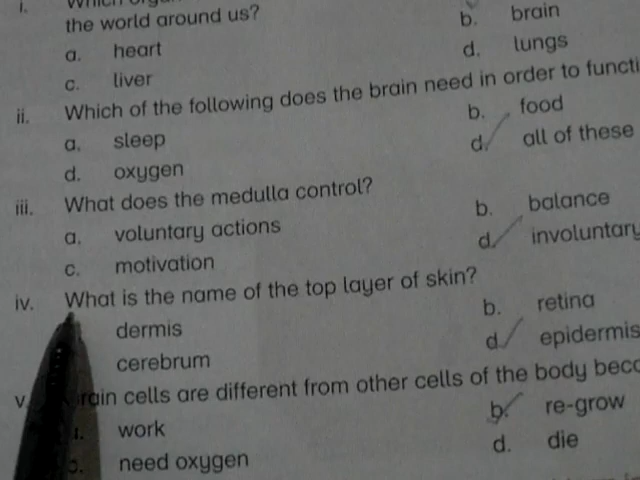 i.
the world around us?
a. heart
b. brain
c. liver
d. lungs
ii. Which of the following does the brain need in order to
a. sleep
b. food
d. oxygen
d. all of these
iii. What does the medulla control?
a. voluntary actions
b. balance
c. motivation
d. involuntary
iv. What is the name of the top layer of skin?
dermis
b. retina
cerebrum
d. epidermis
v. cells are different from other cells of the body
work
b. re-grow
need oxygen
d. die